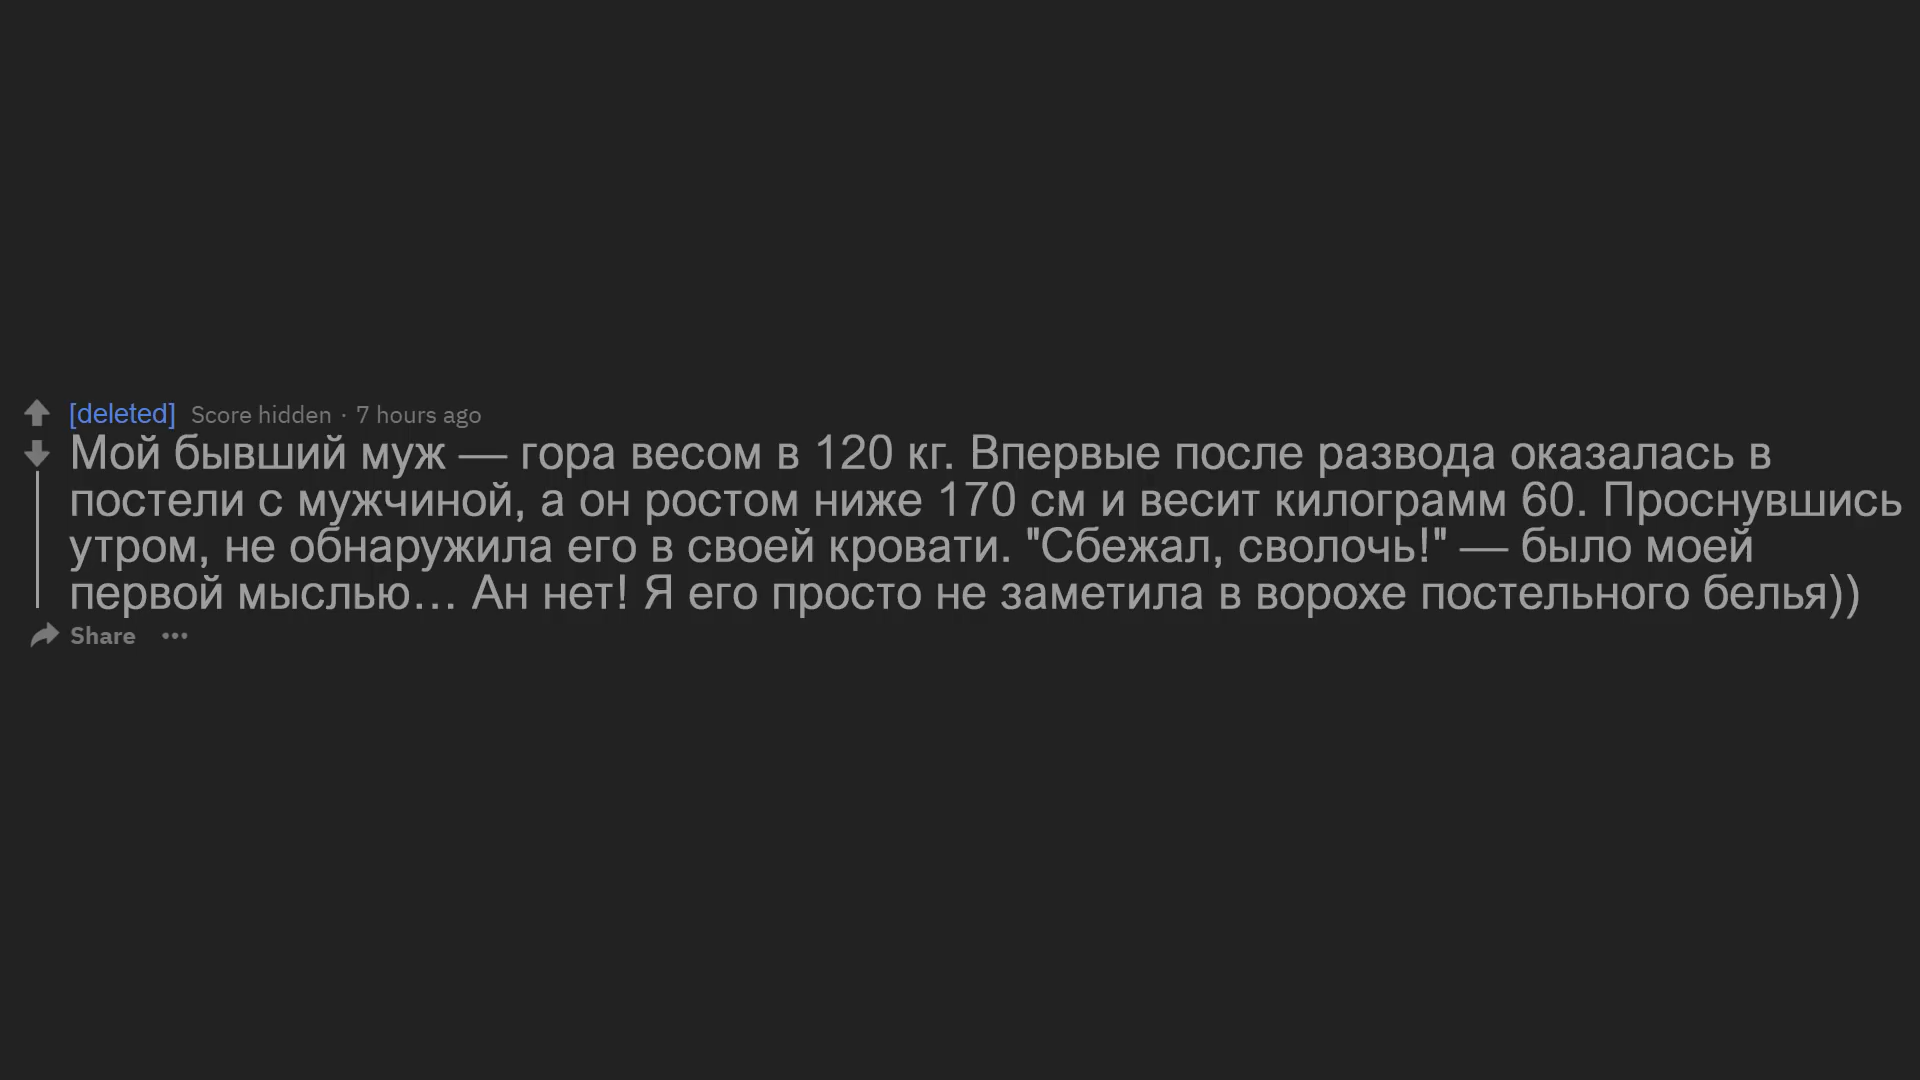 [deleted] Score hidden · 7 hours ago
Мой бывший муж — гора весом в 120 кг. Впервые после развода оказалась в
постели с мужчиной, а он ростом ниже 170 см и весит килограмм 60. Проснувшись
утром, не обнаружила его в своей кровати. "Сбежал, сволочь!" — было моей
первой мыслью... Ан нет! Я его просто не заметила в ворохе постельного белья))
Share ...